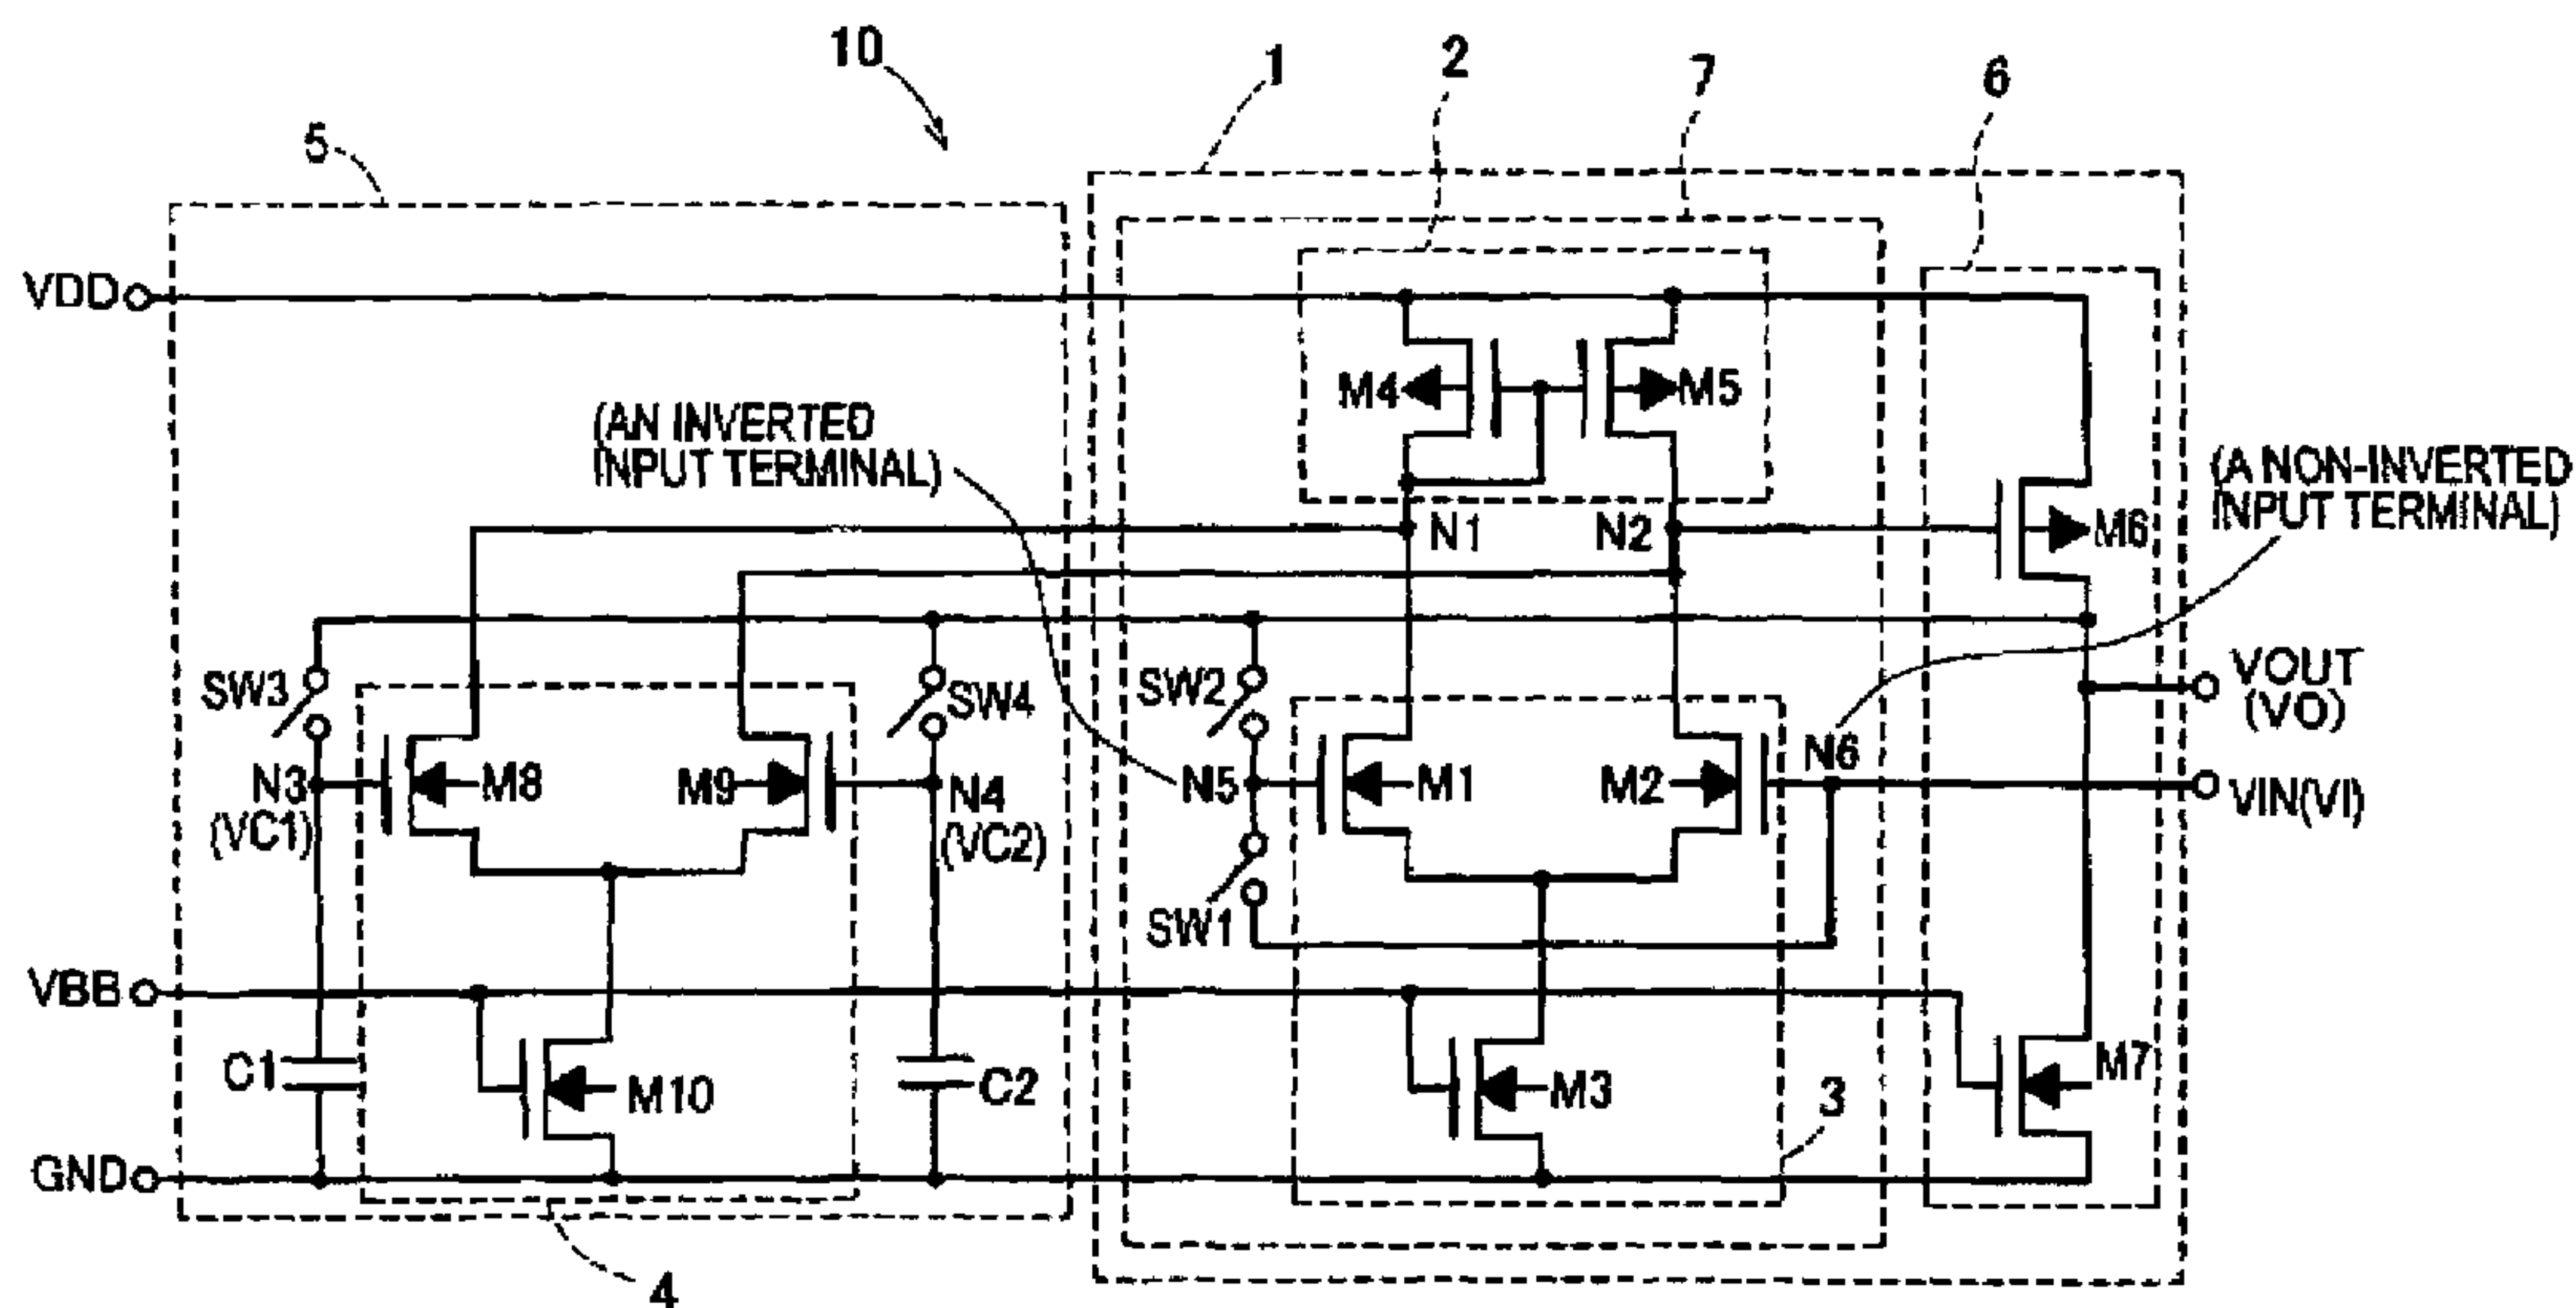 10
1
2
7
6
5
VDD
M4
M5
(AN INVERTED
INPUT TERMINAL)
(A NON-INVERTED
INPUT TERMINAL)
N1
N2
M6
SW3
SW4
SW2
VOUT
(VO)
N3
(VC1)
M8
M9
N4
(VC2)
N5
M1
M2
N6
VIN(VI)
SW1
VBB
C1
M10
C2
M3
3
M7
GND
4